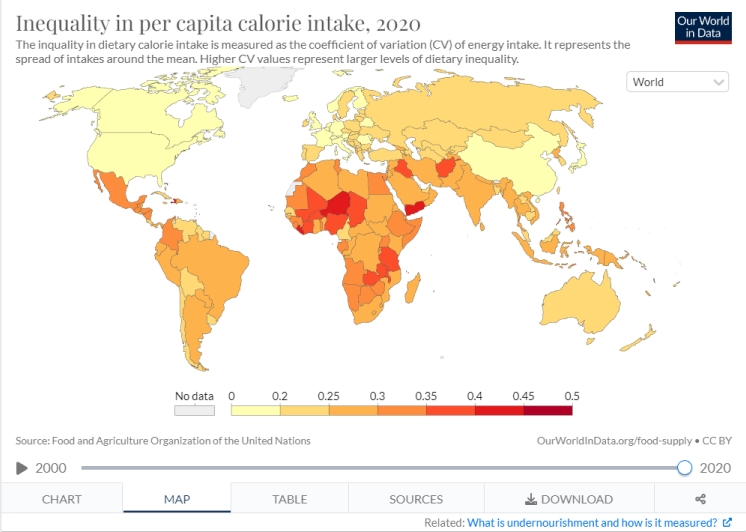 Inequality in per capita calorie intake, 2020
Our World
in Data
The inquality in dietary calorie intake is measured as the coefficient of variation (CV) of energy intake. It represents the
spread of intakes around the mean. Higher CV values represent larger levels of dietary inequality.
World
No data 0 0.2 0.25 0.3 0.35 0.4 0.45 0.5
Source: Food and Agriculture Organization of the United Nations
OurWorldInData.org/food-supply • CC BY
2000 2020
CHART MAP TABLE SOURCES DOWNLOAD
Related: What is undernourishment and how is it measured?